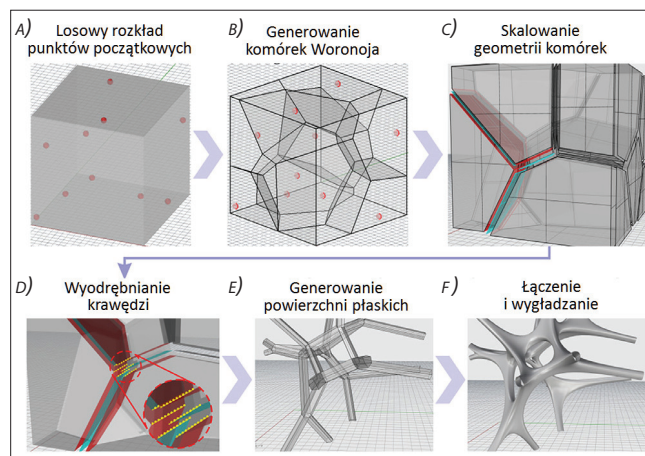 A) Losowy rozkład
punktów początkowych
B) Generowanie
komórek Woronoja
C) Skalowanie
geometrii komórek
D) Wyodrębnianie
krawędzi
E) Generowanie
powierzchni płaskich
F) Łączenie
i wygładzanie